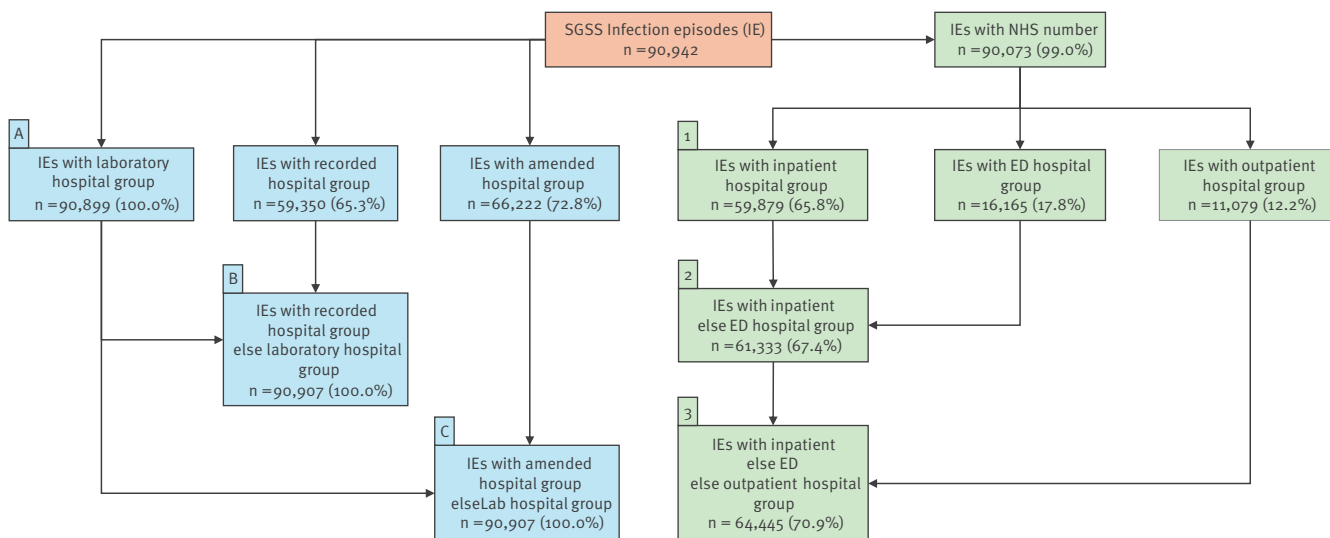 SGSS Infection episodes (IE)
n =90,942
IEs with NHS number
n =90,073 (99.0%)
A
IEs with laboratory
hospital group
n =90,899 (100.0%)
IEs with recorded
hospital group
n=59,350 (65.3%)
IEs with amended
hospital group
n=66,222 (72.8%)
1
IEs with inpatient
hospital group
n=59,879 (65.8%)
IEs with ED hospital
group
n=16,165 (17.8%)
IEs with outpatient
hospital group
n=11,079 (12.2%)
B
IEs with recorded
hospital group
else laboratory hospital
group
n =90,907 (100.0%)
2
IEs with inpatient
else ED hospital group
n=61,333 (67.4%)
C
IEs with amended
hospital group
elseLab hospital group
n =90,907 (100.0%)
3
IEs with inpatient
else ED
else outpatient hospital
group
n = 64,445 (70.9%)